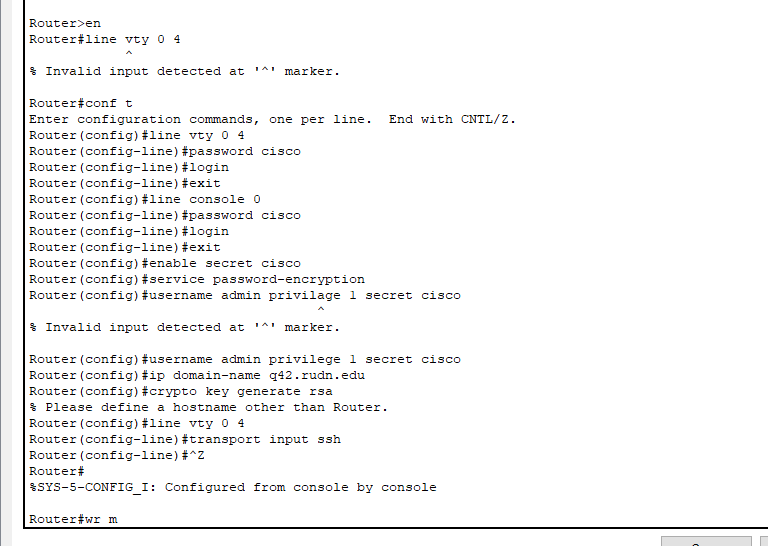 Router>en
Router#line vty 0 4
^
% Invalid input detected at '^' marker.
Router#conf t
Enter configuration commands, one per line.  End with CNTL/Z.
Router(config)#line vty 0 4
Router(config-line)#password cisco
Router(config-line)#login
Router(config-line)#exit
Router(config)#line console 0
Router(config-line)#password cisco
Router(config-line)#login
Router(config-line)#exit
Router(config)#enable secret cisco
Router(config)#service password-encryption
Router(config)#username admin privilage 1 secret cisco
^
% Invalid input detected at '^' marker.
Router(config)#username admin privilege 1 secret cisco
Router(config)#ip domain-name q42.rudn.edu
Router(config)#crypto key generate rsa
% Please define a hostname other than Router.
Router(config)#line vty 0 4
Router(config-line)#transport input ssh
Router(config-line)#^Z
Router#
%SYS-5-CONFIG_I: Configured from console by console
Router#wr m